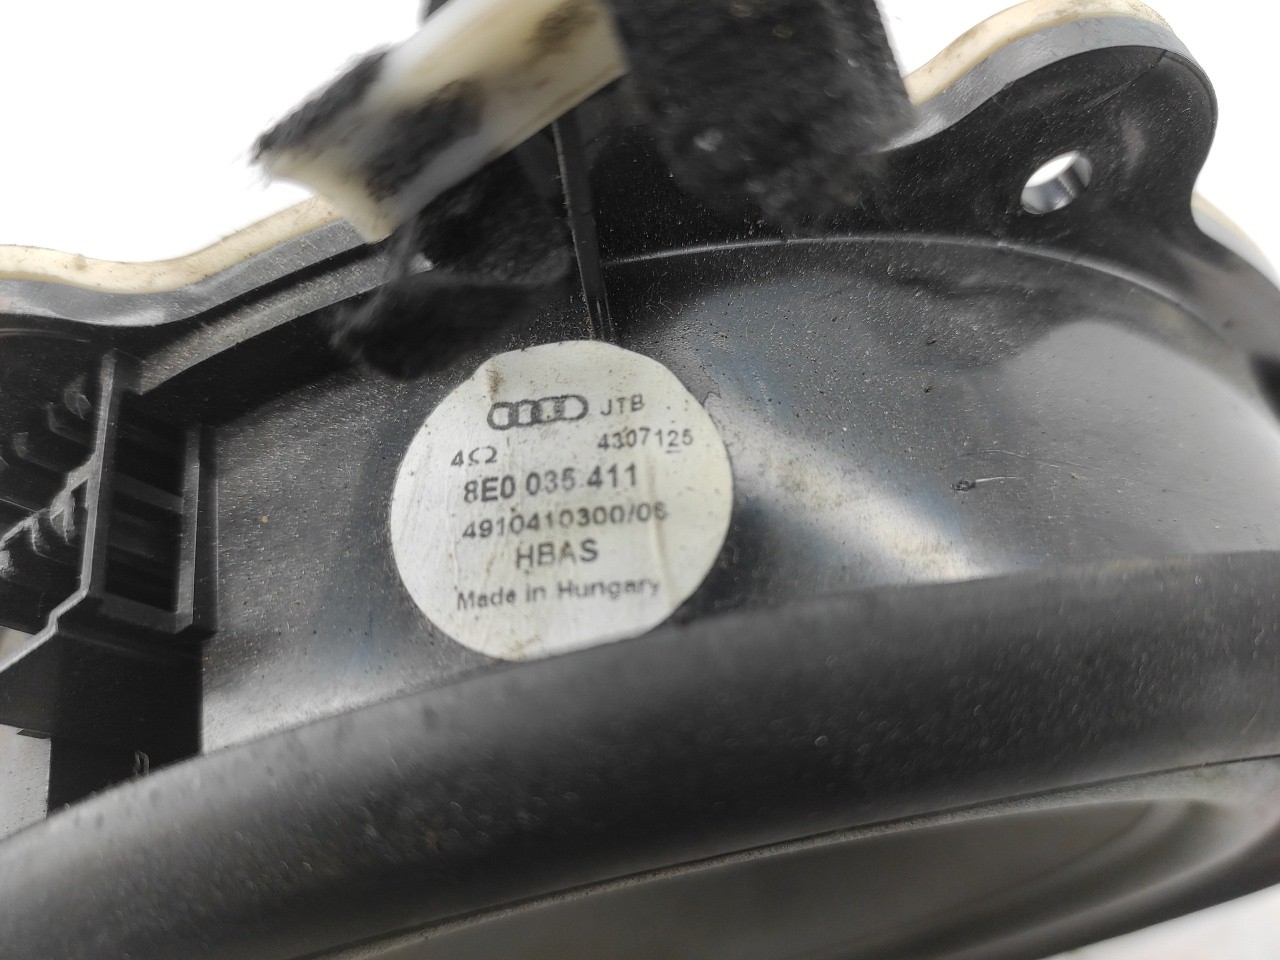 JTB
4Ω 4307125
8E0 035 411
4910410300/06
HBAS
Made in Hungary